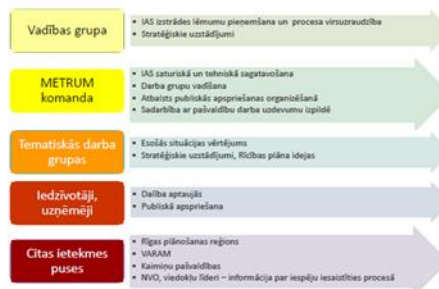 Vadības grupa
▪ IAS izstrādes lēmumu pieņemšana un procesa virsuzraudzība
▪ Stratēģiskie uzstādījumi
METRUM
komanda
▪ IAS saturiskā un tehniskā sagatavošana
▪ Darba grupu vadīšana
▪ Atbalsts publiskās apspriešanas organizēšanā
▪ Sadarbība ar pašvaldību darba uzdevumu izpildē
Tematiskās darba
grupas
▪ Esošās situācijas vērtējums
▪ Stratēģiskie uzstādījumi, Rīcības plāna idejas
Iedzīvotāji,
uzņēmēji
▪ Dalība aptaujās
▪ Publiskā apspriešana
Citas ietekmes
puses
▪ Rīgas plānošanas reģions
▪ VARAM
▪ Kaimiņu pašvaldības
▪ NVO, viedokļu līderi – informācija par iespēju iesaistīties procesā